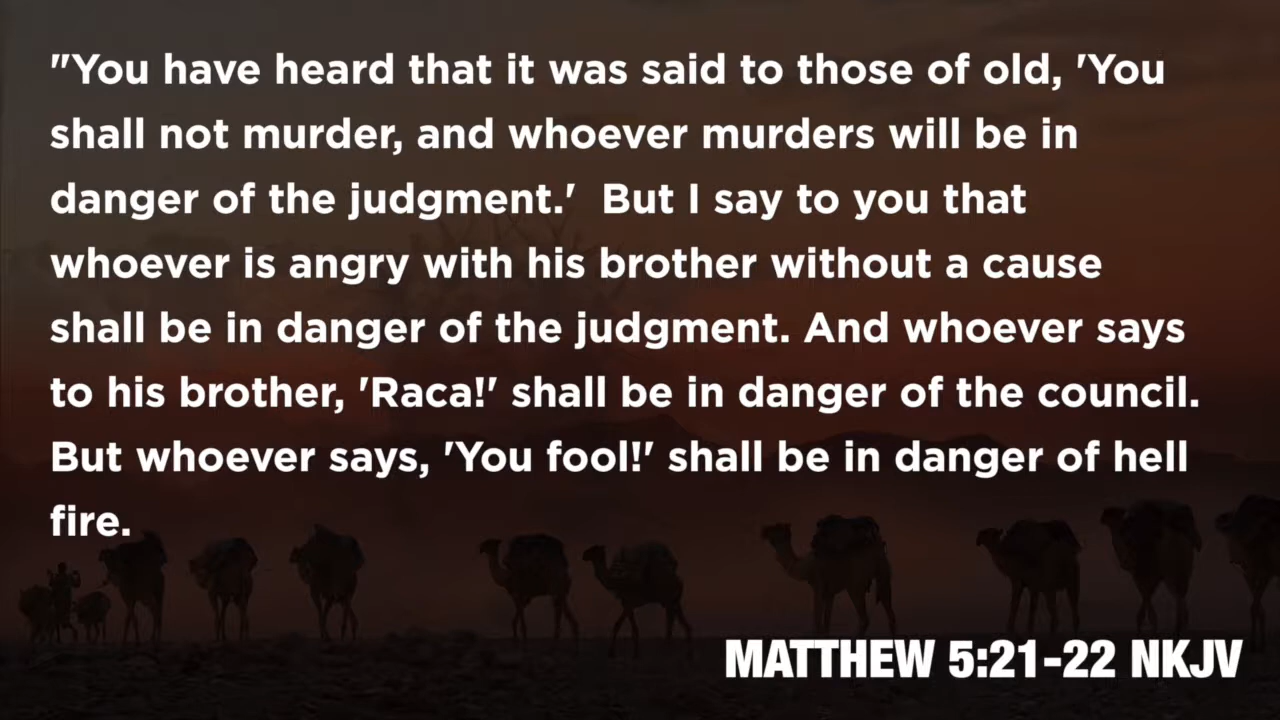 "You have heard that it was said to those of old, 'You
shall not murder, and whoever murders will be in
danger of the judgment.'  But I say to you that
whoever is angry with his brother without a cause
shall be in danger of the judgment. And whoever says
to his brother, 'Raca!' shall be in danger of the council.
But whoever says, 'You fool!' shall be in danger of hell
fire.
MATTHEW 5:21-22 NKJV